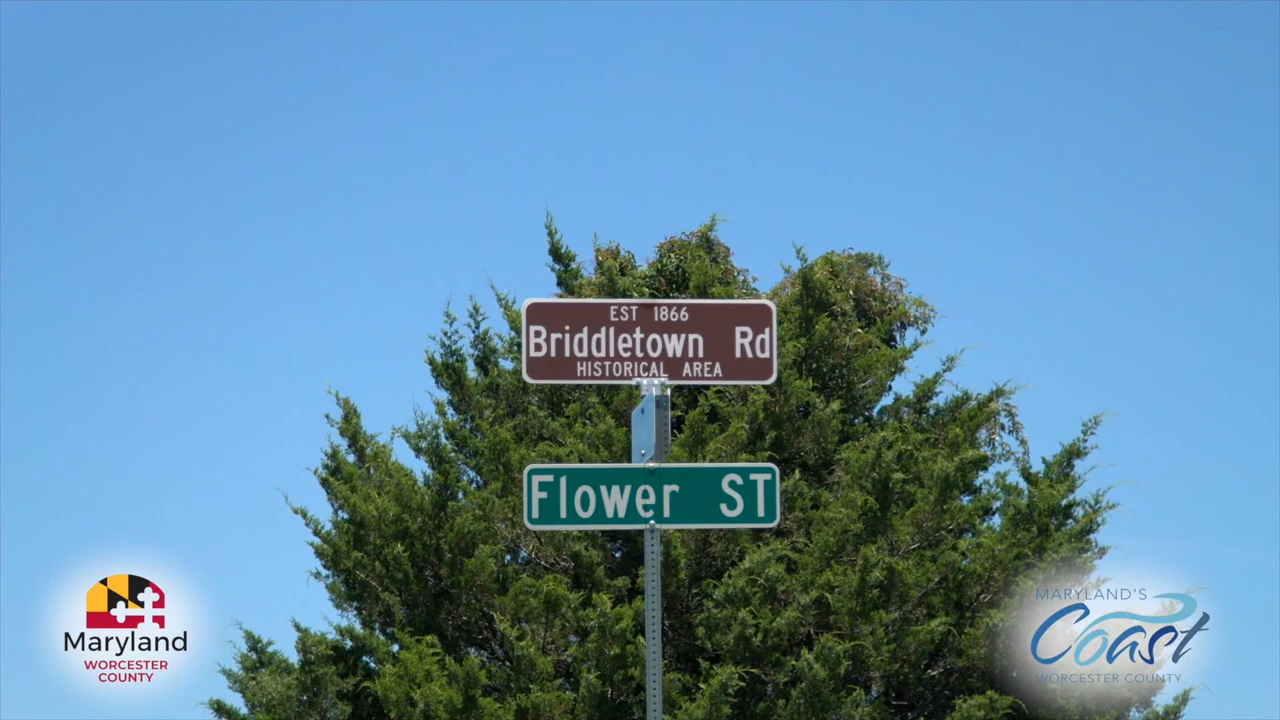 EST 1866
Briddletown Rd
HISTORICAL AREA
Flower ST
Maryland
WORCESTER
COUNTY
MARYLAND'S
Coast
WORCESTER COUNTY